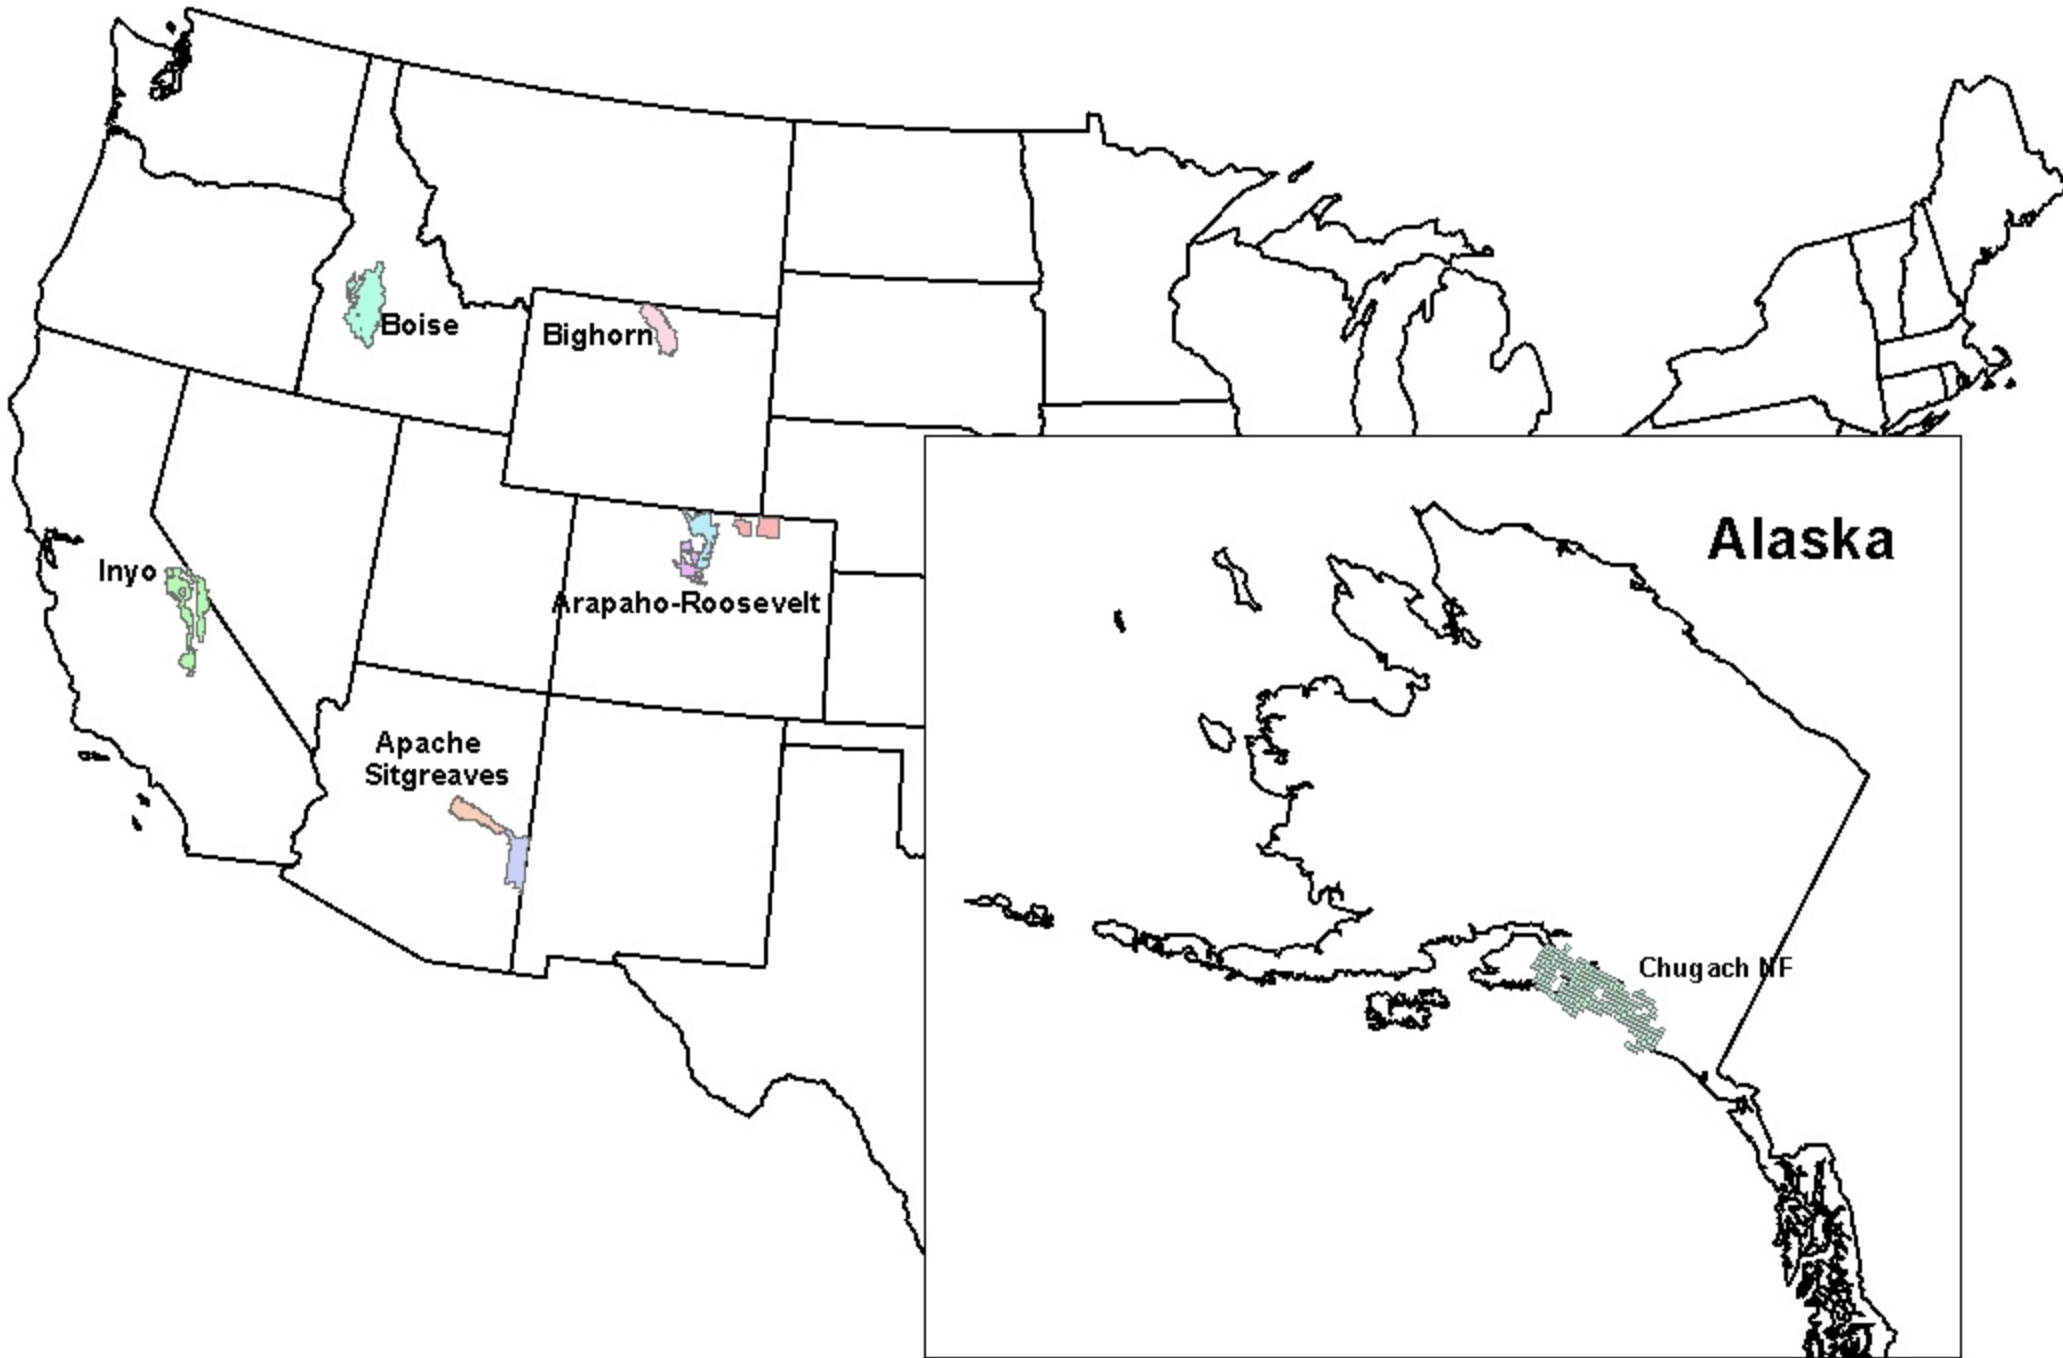 Boise
Bighorn
Alaska
Inyo
Arapaho-Roosevelt
Apache
Sitgreaves
Chugach NF